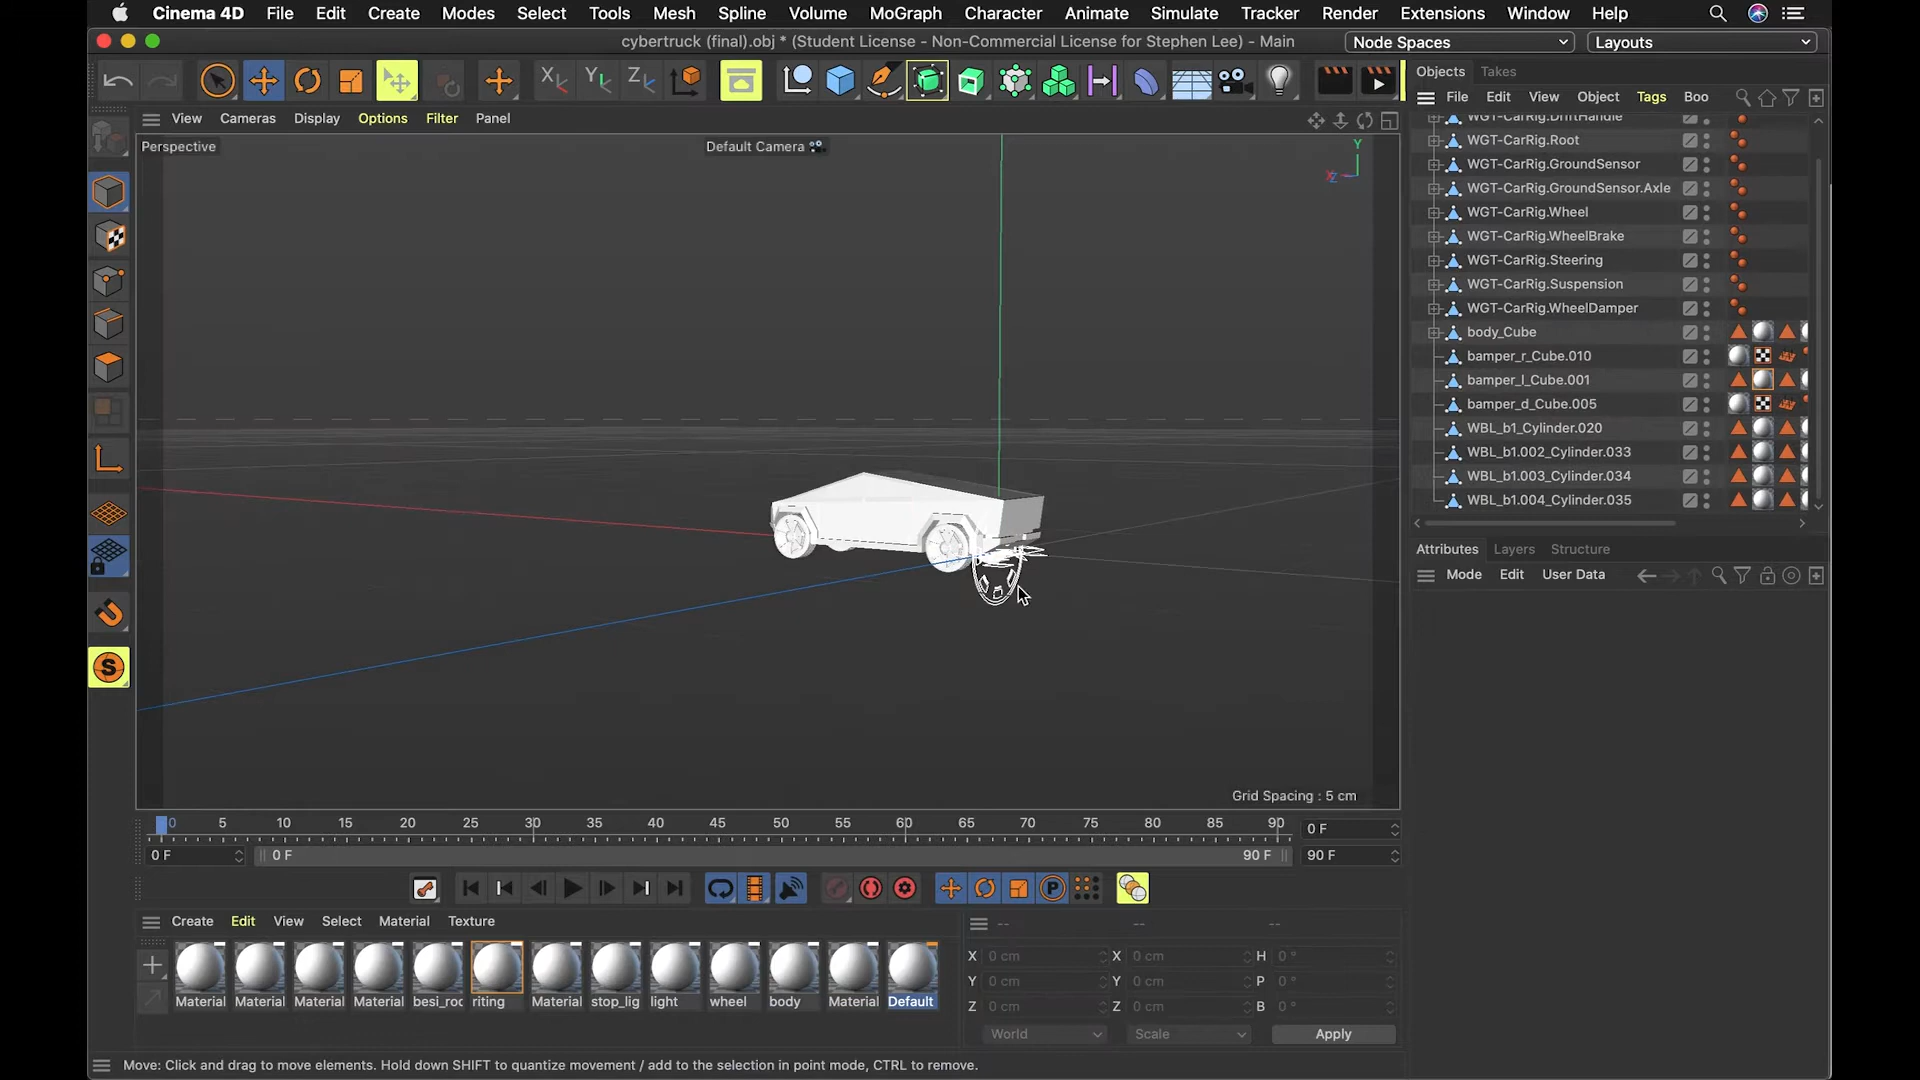 Cinema 4D File Edit Create Modes Select Tools Mesh Spline Volume MoGraph Character Animate Simulate Tracker Render Extensions Window Help
cybertruck (final).obj * (Student License - Non-Commercial License for Stephen Lee) - Main
Node Spaces
Layouts
X Y Z
Objects Takes
File Edit View Object Tags Boo
View Cameras Display Options Filter Panel
Perspective
Default Camera
Y
X Z
WGT-CarRig.DriftHandle
WGT-CarRig.Root
WGT-CarRig.GroundSensor
WGT-CarRig.GroundSensor.Axle
WGT-CarRig.Wheel
WGT-CarRig.WheelBrake
WGT-CarRig.Steering
WGT-CarRig.Suspension
WGT-CarRig.WheelDamper
body_Cube
bamper_r_Cube.010
bamper_l_Cube.001
bamper_d_Cube.005
WBL_b1_Cylinder.020
WBL_b1.002_Cylinder.033
WBL_b1.003_Cylinder.034
WBL_b1.004_Cylinder.035
Attributes Layers Structure
Mode Edit User Data
S
Grid Spacing : 5 cm
0 5 10 15 20 25 30 35 40 45 50 55 60 65 70 75 80 85 90
0 F
0 F
0 F
90 F
90 F
P
Create Edit View Select Material Texture
-- -- --
X 0 cm X 0 cm H 0 °
Y 0 cm Y 0 cm P 0 °
Z 0 cm Z 0 cm B 0 °
World Scale Apply
Material Material Material Material besi_roc riting Material stop_lig light wheel body Material Default
Move: Click and drag to move elements. Hold down SHIFT to quantize movement / add to the selection in point mode, CTRL to remove.